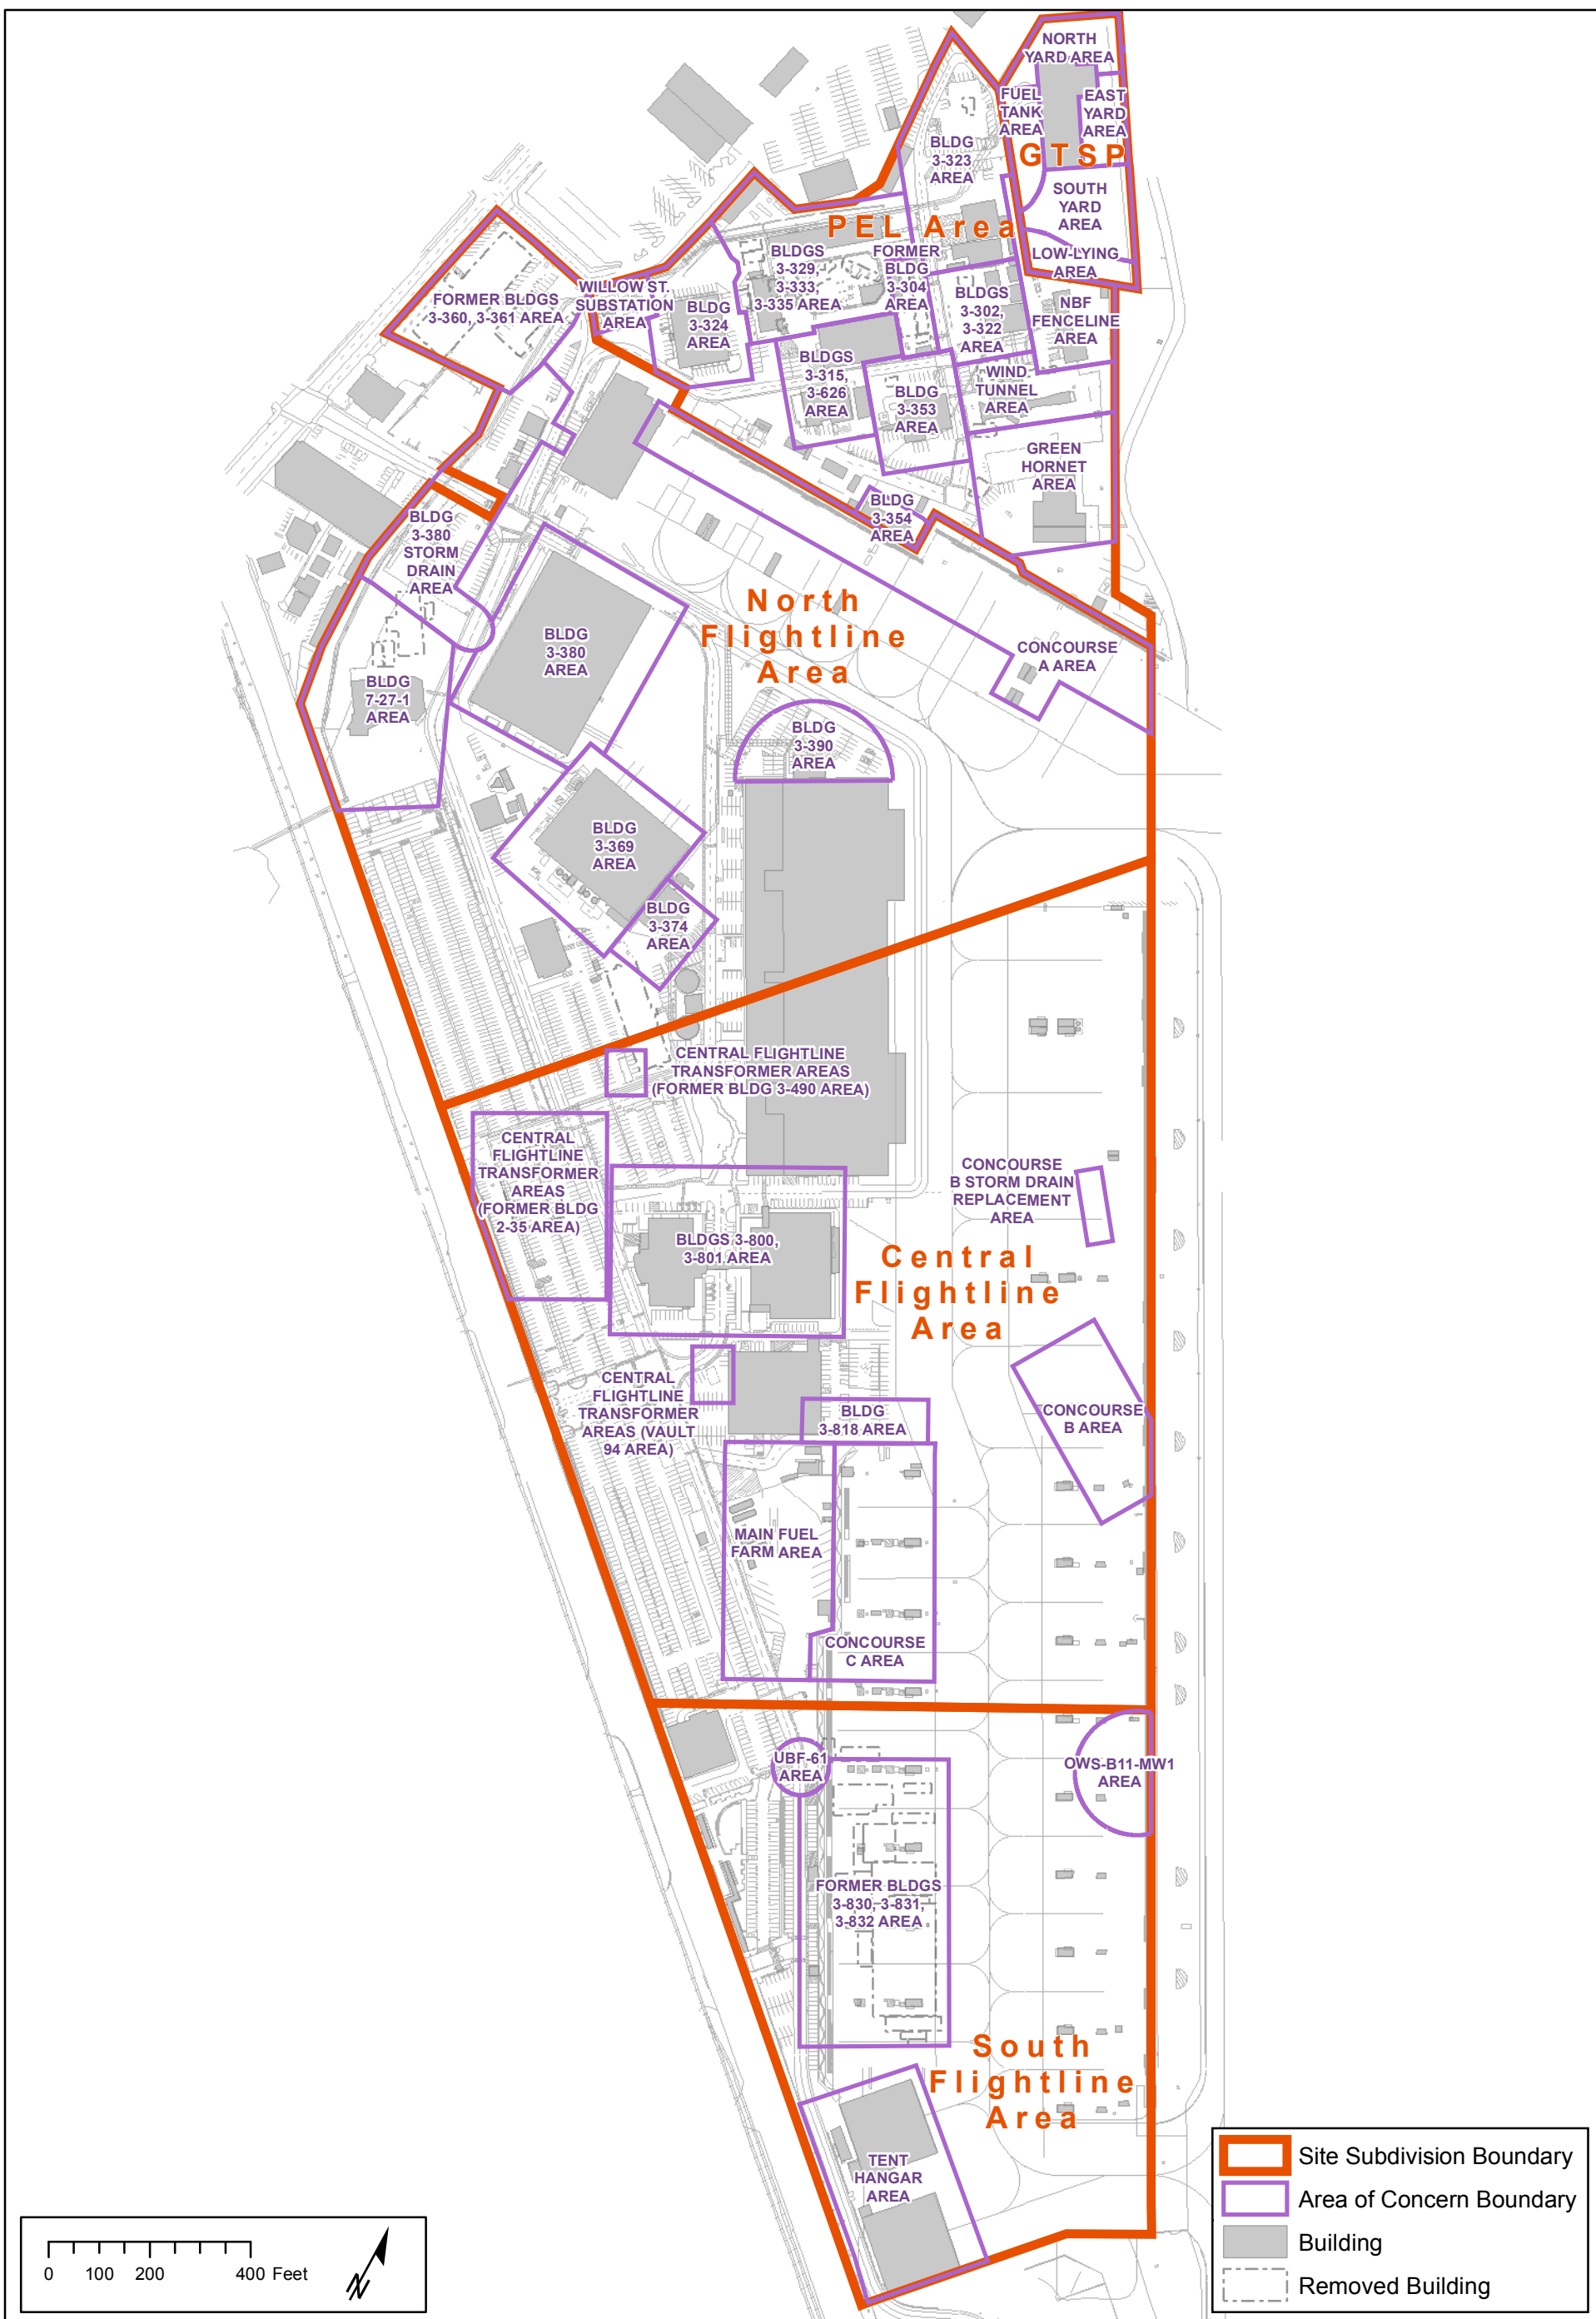 NORTH
YARD AREA
FUEL
TANK
AREA
EAST
YARD
AREA
GTSP
BLDG
3-323
AREA
SOUTH
YARD
AREA
LOW-LYING
AREA
PEL Area
BLDGS
3-329,
3-333,
3-335 AREA
FORMER
BLDG
3-304
AREA
WILLOW ST.
SUBSTATION
AREA
FORMER BLDGS
3-360, 3-361 AREA
BLDG
3-324
AREA
BLDGS
3-302,
3-322
AREA
NBF
FENCELINE
AREA
BLDGS
3-315,
3-626
AREA
BLDG
3-353
AREA
WIND
TUNNEL
AREA
GREEN
HORNET
AREA
BLDG
3-354
AREA
BLDG
3-380
STORM
DRAIN
AREA
North
Flightline
Area
BLDG
3-380
AREA
CONCOURSE
A AREA
BLDG
7-27-1
AREA
BLDG
3-390
AREA
BLDG
3-369
AREA
BLDG
3-374
AREA
CENTRAL FLIGHTLINE
TRANSFORMER AREAS
(FORMER BLDG 3-490 AREA)
CENTRAL
FLIGHTLINE
TRANSFORMER
AREAS
(FORMER BLDG
2-35 AREA)
CONCOURSE
B STORM DRAIN
REPLACEMENT
AREA
BLDGS 3-800,
3-801 AREA
Central
Flightline
Area
CENTRAL
FLIGHTLINE
TRANSFORMER
AREAS (VAULT
94 AREA)
BLDG
3-818 AREA
CONCOURSE
B AREA
MAIN FUEL
FARM AREA
CONCOURSE
C AREA
UBF-61
AREA
OWS-B11-MW1
AREA
FORMER BLDGS
3-830, 3-831,
3-832 AREA
South
Flightline
Area
TENT
HANGAR
AREA
Site Subdivision Boundary
Area of Concern Boundary
Building
Removed Building
0 100 200 400 Feet
N